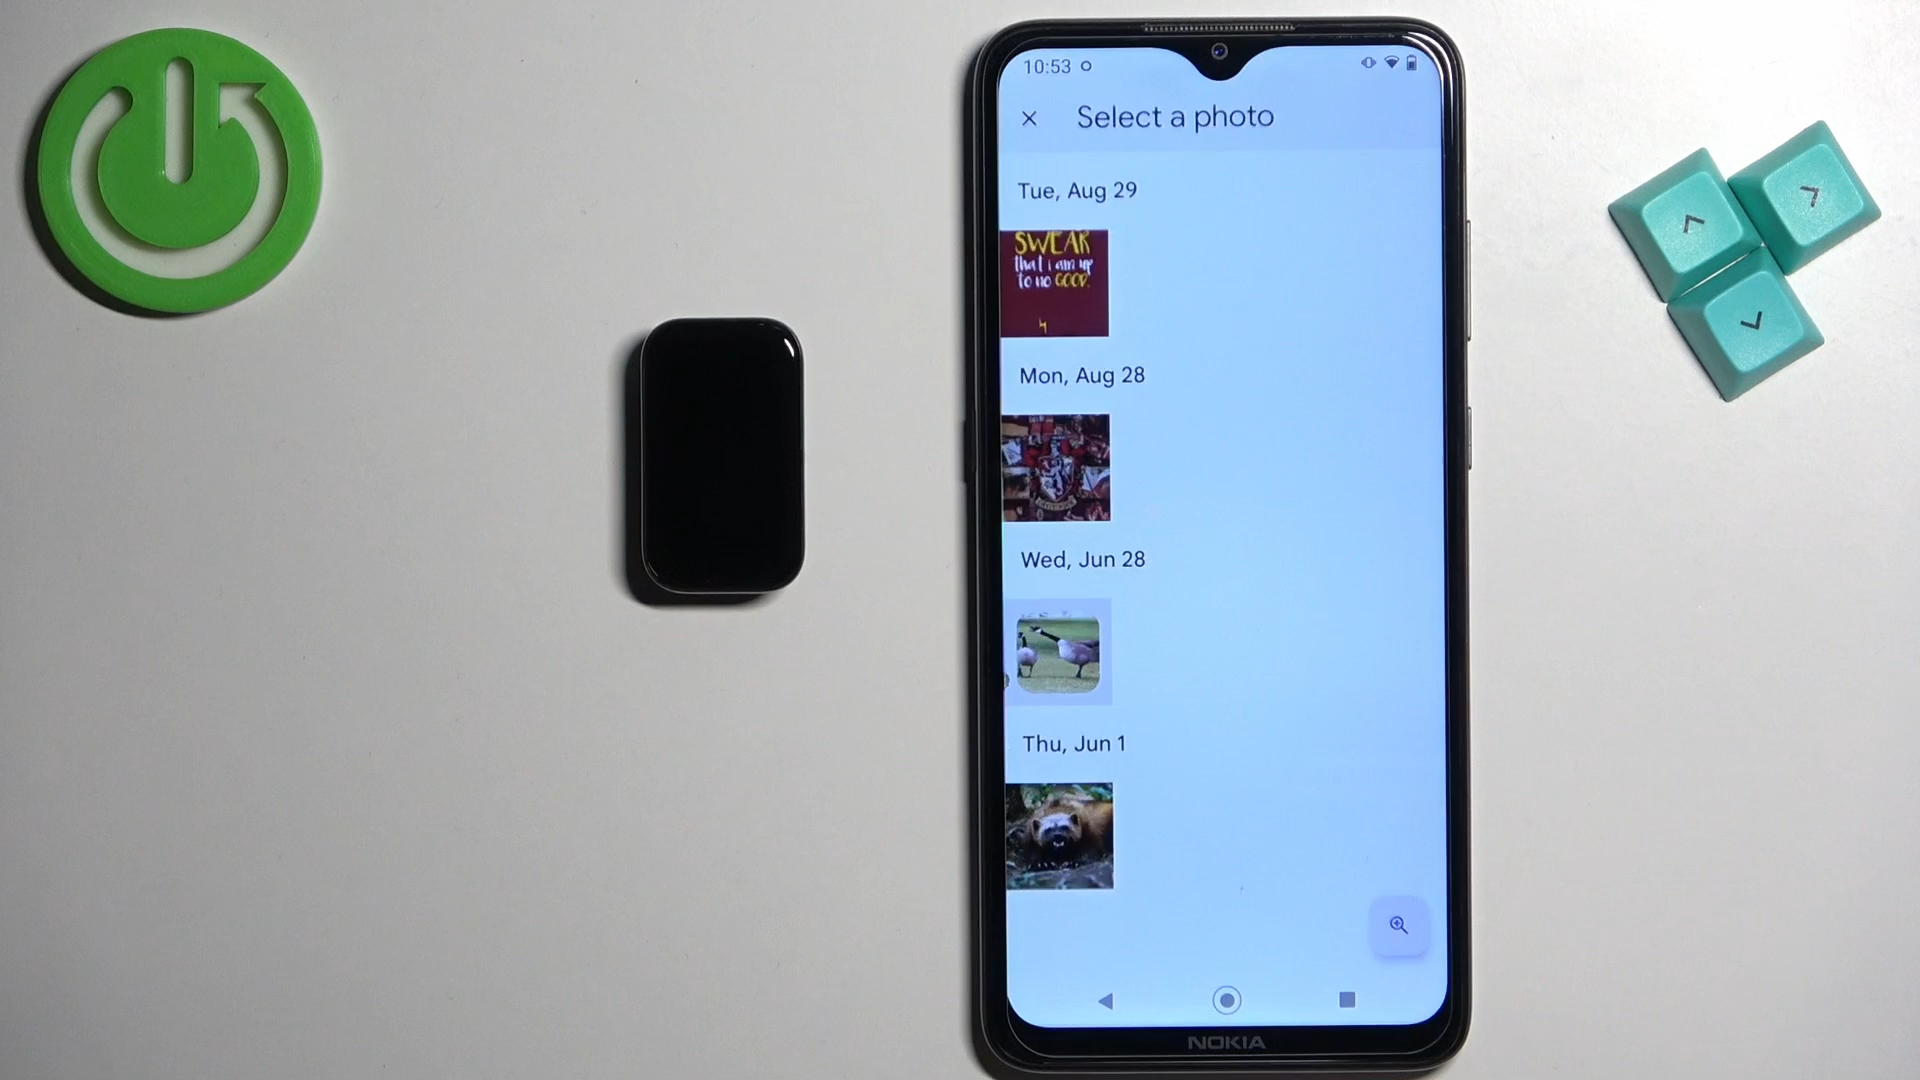 10:53
Select a photo
Tue, Aug 29
SWEAR
that i am up
to no GOOD.
Mon, Aug 28
Wed, Jun 28
Thu, Jun 1
NOKIA